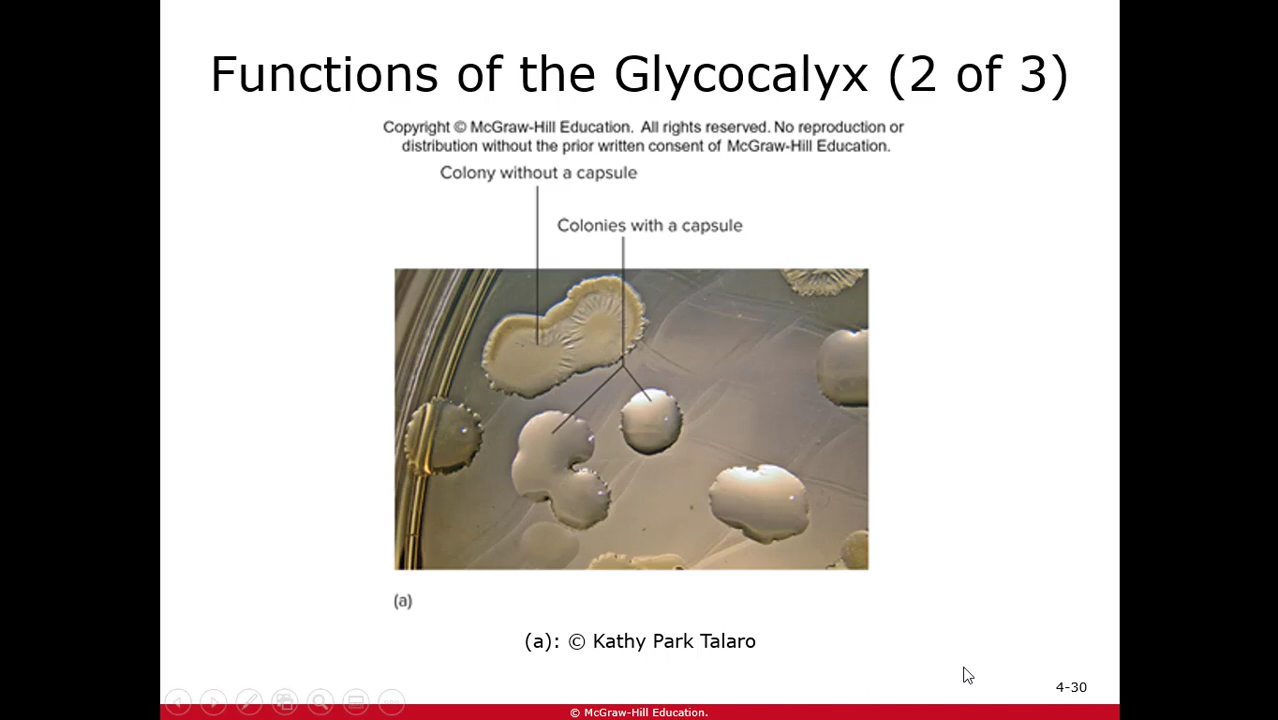 Functions of the Glycocalyx (2 of 3)
Copyright © McGraw-Hill Education. All rights reserved. No reproduction or
distribution without the prior written consent of McGraw-Hill Education.
Colony without a capsule
Colonies with a capsule
(a)
(a): © Kathy Park Talaro
4-30
© McGraw-Hill Education.